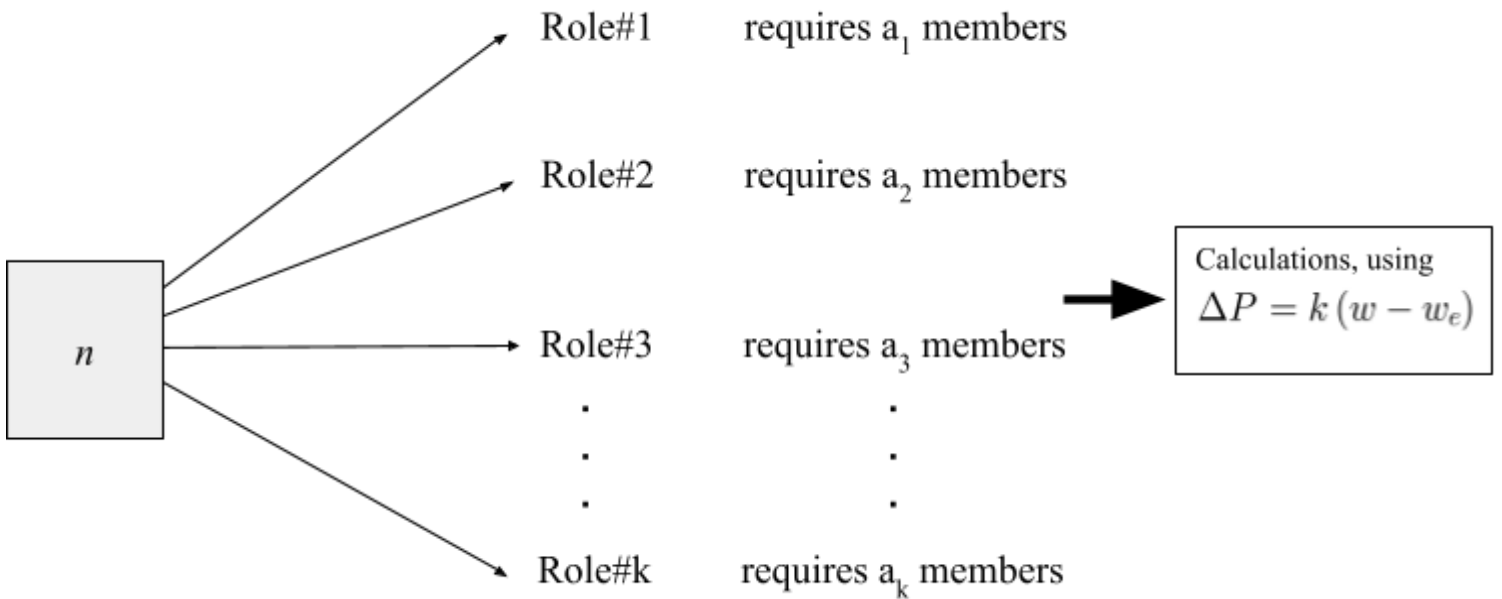 Role#1 requires a₁ members
Role#2 requires a₂ members
Calculations, using
ΔP = k (w − wₑ)
n
Role#3 requires a₃ members
. .
. .
. .
Role#k requires aₖ members